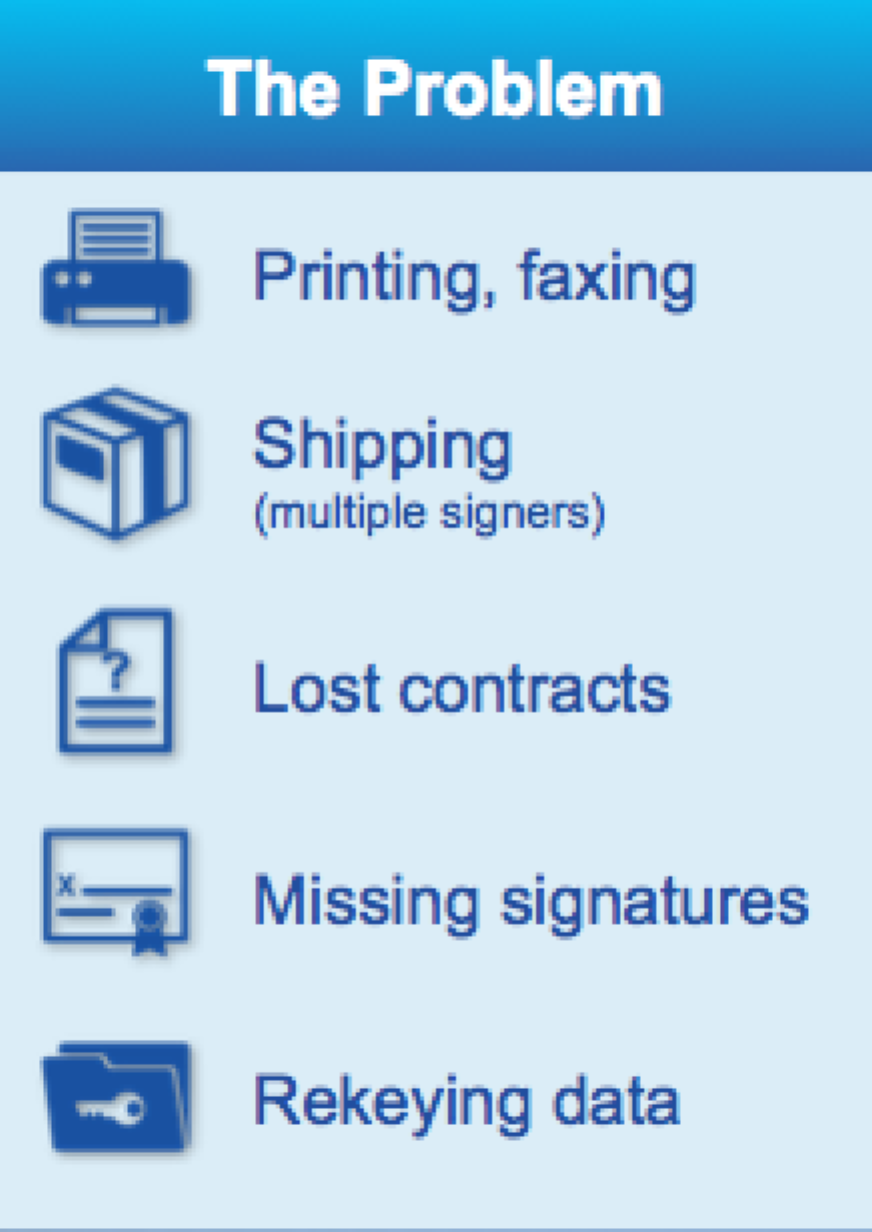 The Problem
Printing, faxing
Shipping
(multiple signers)
?
Lost contracts
x
Missing signatures
Rekeying data